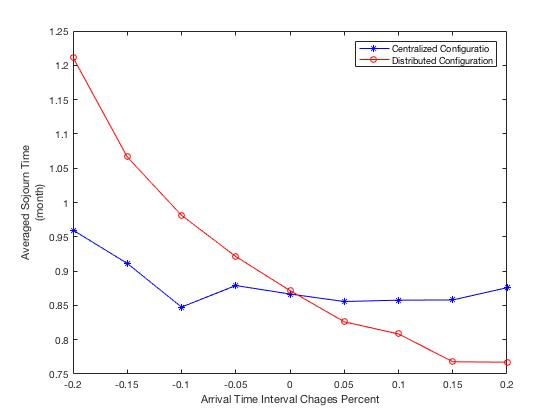 1.25
1.2
1.15
1.1
1.05
1
0.95
0.9
0.85
0.8
0.75
Averaged Sojourn Time
(month)
Centralized Configuratio
Distributed Configuration
-0.2 -0.15 -0.1 -0.05 0 0.05 0.1 0.15 0.2
Arrival Time Interval Chages Percent